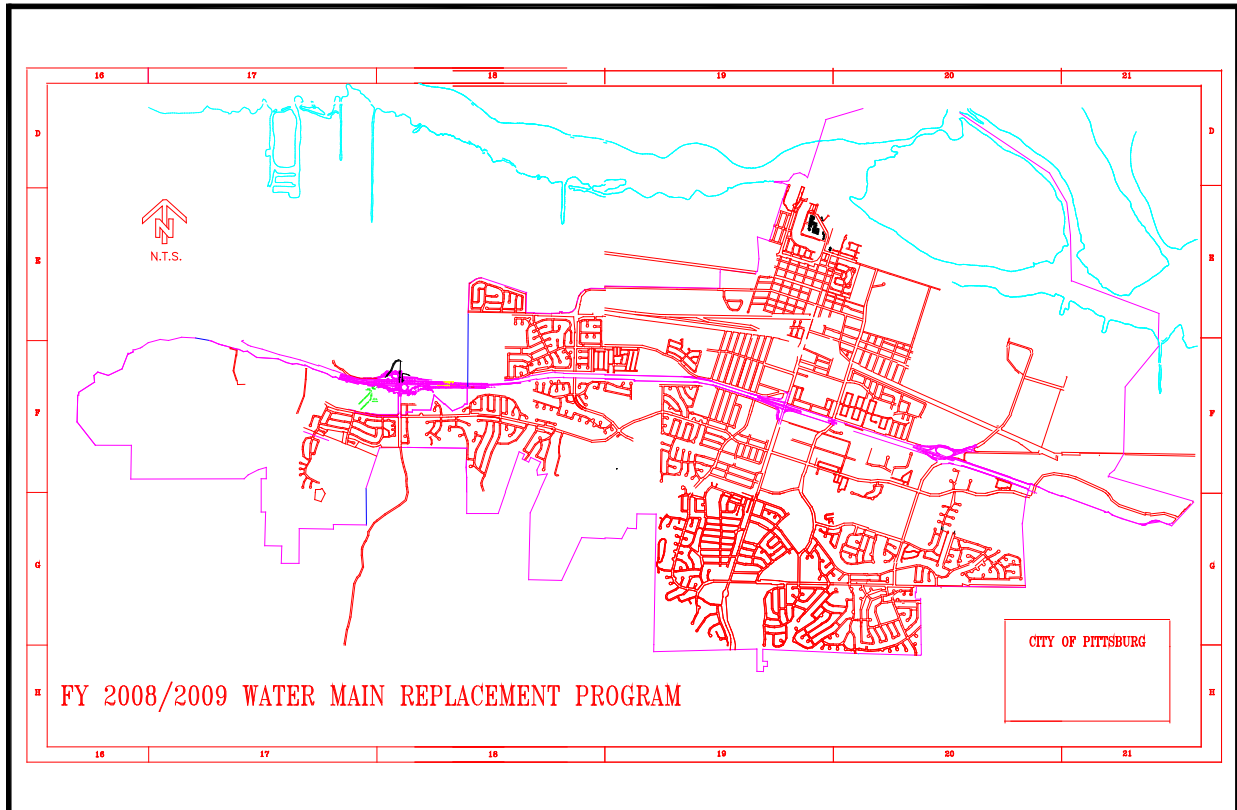 16 17 18 19 20 21
D D
N
N.T.S.
E E
F F
G G
CITY OF PITTSBURG
H H
FY 2008/2009 WATER MAIN REPLACEMENT PROGRAM
16 17 18 19 20 21